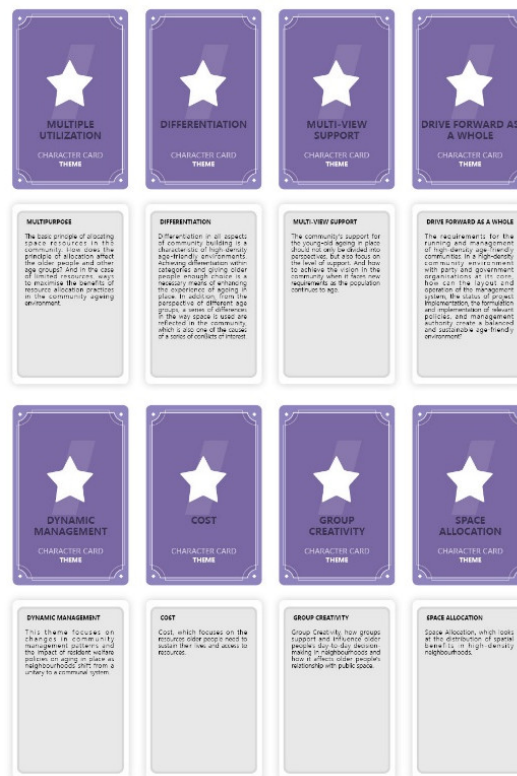 MULTIPLE
UTILIZATION
CHARACTER CARD
THEME
DIFFERENTIATION
CHARACTER CARD
THEME
MULTI-VIEW
SUPPORT
CHARACTER CARD
THEME
DRIVE FORWARD AS
A WHOLE
CHARACTER CARD
THEME
MULTIPURPOSE
The basic principle of allocating
space resources in the
community. How does the
principle of allocation affect
the older people and other
age groups? And in the case
of limited resources, ways
to maximise the benefits of
resource allocation practices
in the community ageing
environment.
DIFFERENTIATION
Differentiation in all aspects
of community building is a
characteristic of high-density
age-friendly environments.
Achieving differentiation within
categories and giving older
people enough choice is a
necessary means of enhancing
the experience of ageing in
place. In addition, from the
perspective of different age
groups, a series of differences
in the way space is used are
reflected in the community,
which is also one of the causes
of a series of conflicts of interest.
MULTI-VIEW SUPPORT
The community's support for
the young-old ageing in place
should not only be divided into
perspectives, but also focus on
the level of support. And how
to achieve the vision in the
community when it faces new
requirements as the population
continues to age.
DRIVE FORWARD AS A WHOLE
The requirements for the
running and management
of high-density age-friendly
communities. In a high-density
community environment
with party and government
organisations at its core,
how can the layout and
operation of the management
system, the status of project
implementation, the formulation
and implementation of relevant
policies, and management
authority create a balanced
and sustainable age-friendly
environment?
DYNAMIC
MANAGEMENT
CHARACTER CARD
THEME
COST
CHARACTER CARD
THEME
GROUP
CREATIVITY
CHARACTER CARD
THEME
SPACE
ALLOCATION
CHARACTER CARD
THEME
DYNAMIC MANAGEMENT
This theme focuses on
changes in community
management patterns and
the impact of resident welfare
policies on aging in place as
neighbourhoods shift from a
unitary to a communal system.
COST
Cost, which focuses on the
resources older people need to
sustain their lives and access to
resources.
GROUP CREATIVITY
Group Creativity, how groups
support and influence older
peoples day-to-day decision-
making in neighbourhoods and
how it affects older people's
relationship with public space.
SPACE ALLOCATION
Space Allocation, which looks
at the distribution of spatial
benefits in high-density
neighbourhoods.